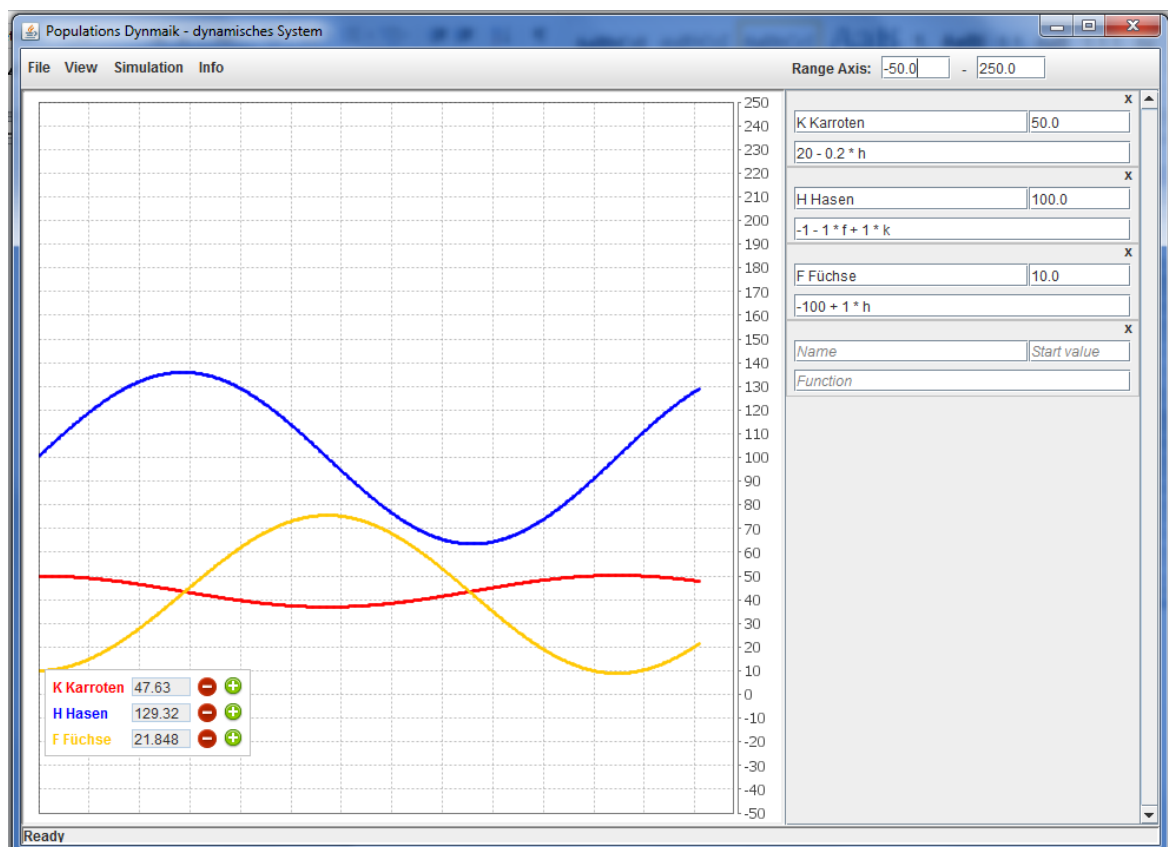 Populations Dynmaik - dynamisches System
File View Simulation Info Range Axis: -50.0 - 250.0
x
K Karroten 50.0
20 - 0.2 * h
x
H Hasen 100.0
-1 - 1 * f + 1 * k
x
F Füchse 10.0
-100 + 1 * h
x
Name Start value
Function
250
240
230
220
210
200
190
180
170
160
150
140
130
120
110
100
90
80
70
60
50
40
30
20
10
0
-10
-20
-30
-40
-50
K Karroten 47.63
H Hasen 129.32
F Füchse 21.848
Ready